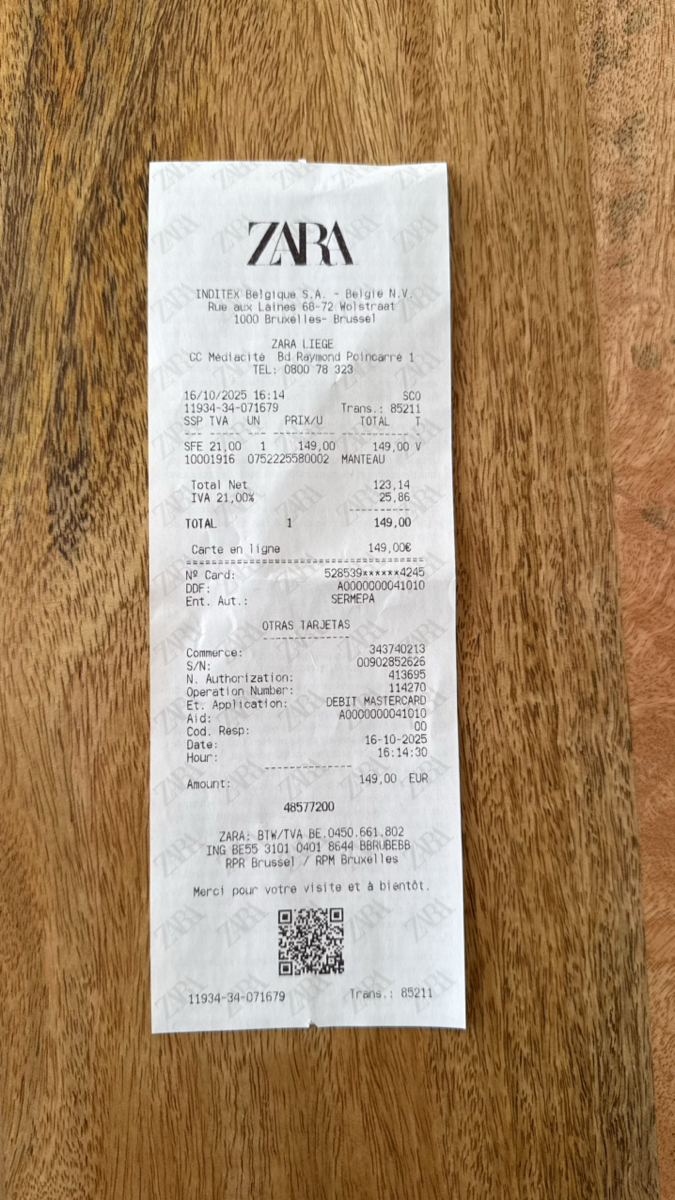 ZARA
INDITEX Belgique S.A. - Belgie N.V.
Rue aux Laines 68-72 Wolstraat
1000 Bruxelles- Brussel
ZARA LIEGE
CC Médiacité Bd Raymond Poincarré 1
TEL: 0800 78 323
16/10/2025 16:14 SCO
11934-34-071679 Trans.: 85211
SSP TVA UN PRIX/U TOTAL T
SFE 21,00 1 149,00 149,00 V
10001916 0752225580002 MANTEAU
Total Net 123,14
IVA 21,00% 25,86
TOTAL 1 149,00
Carte en ligne 149,00€
Nº Card: 528539******4245
DDF: A0000000041010
Ent. Aut.: SERMEPA
OTRAS TARJETAS
Commerce: 343740213
S/N: 00902852626
N. Authorization: 413695
Operation Number: 114270
Et. Application: DEBIT MASTERCARD
Aid: A0000000041010
Cod. Resp: 00
Date: 16-10-2025
Hour: 16:14:30
Amount: 149,00 EUR
48577200
ZARA: BTW/TVA BE.0450.661.802
ING BE55 3101 0401 8644 BBRUBEBB
RPR Brussel / RPM Bruxelles
Merci pour votre visite et à bientôt.
11934-34-071679 Trans.: 85211